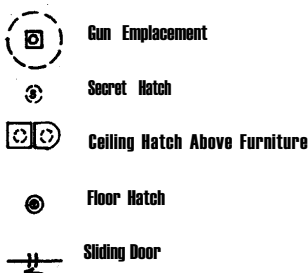 Gun Emplacement
S Secret Hatch
Ceiling Hatch Above Furniture
Floor Hatch
Sliding Door